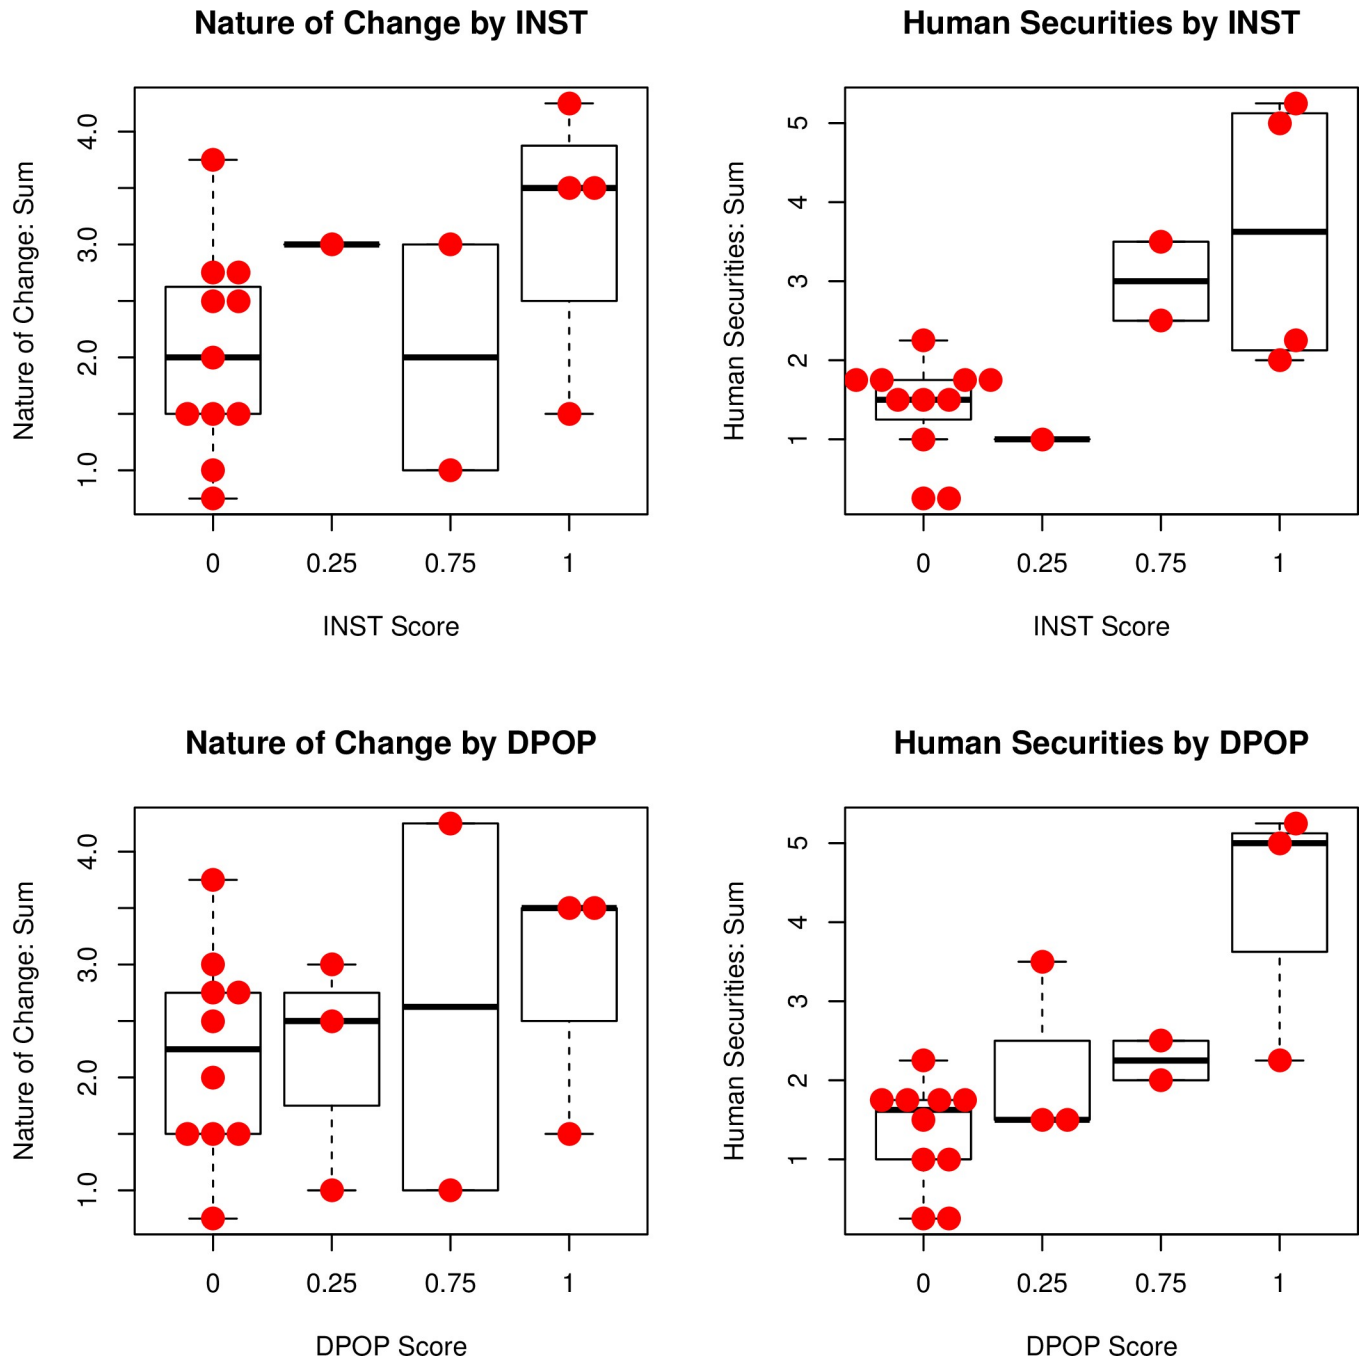 Nature of Change by INST
Nature of Change: Sum
4.0
3.0
2.0
1.0
0 0.25 0.75 1
INST Score
Human Securities by INST
Human Securities: Sum
5
4
3
2
1
0 0.25 0.75 1
INST Score
Nature of Change by DPOP
Nature of Change: Sum
4.0
3.0
2.0
1.0
0 0.25 0.75 1
DPOP Score
Human Securities by DPOP
Human Securities: Sum
5
4
3
2
1
0 0.25 0.75 1
DPOP Score